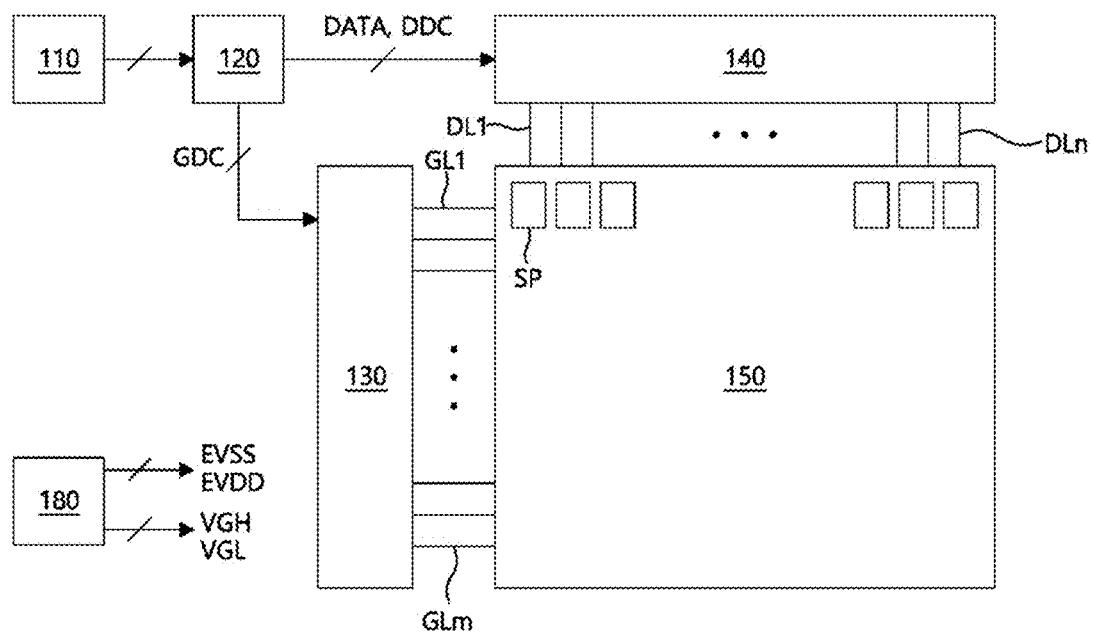 110
120
DATA, DDC
140
DL1
DLn
GDC
GL1
SP
130
150
180
EVSS
EVDD
VGH
VGL
GLm